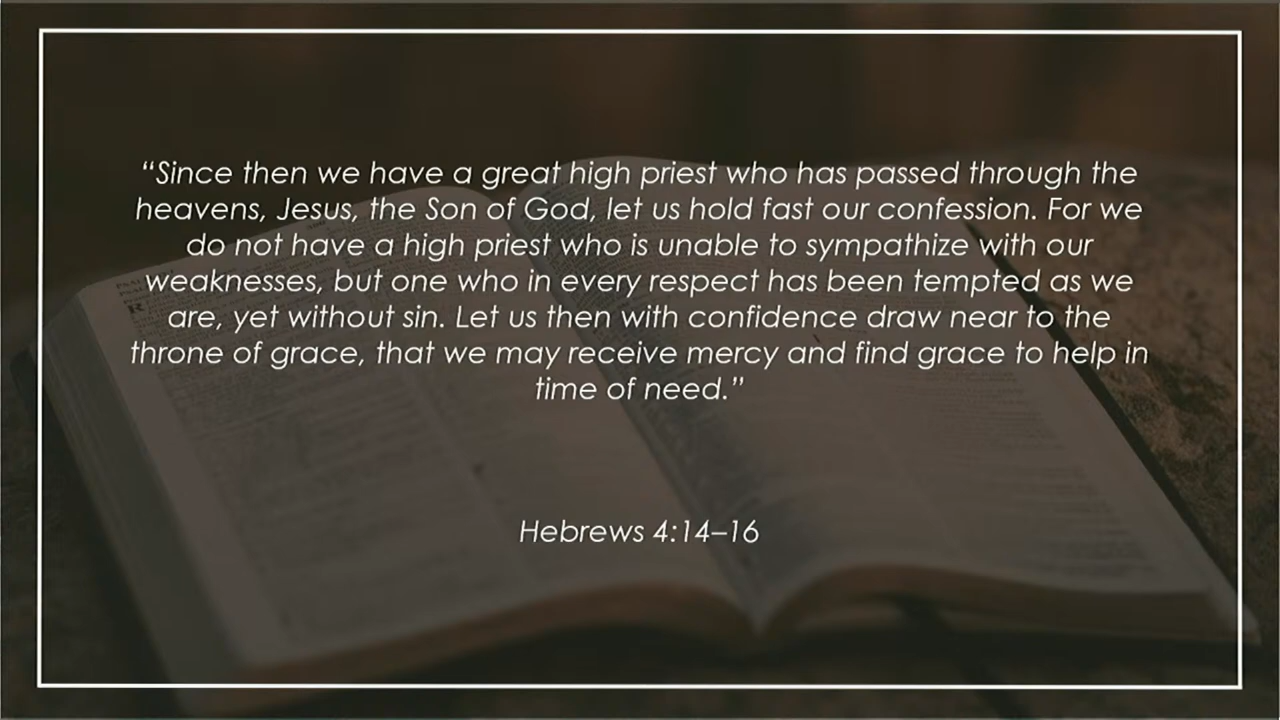 “Since then we have a great high priest who has passed through the
heavens, Jesus, the Son of God, let us hold fast our confession. For we
do not have a high priest who is unable to sympathize with our
weaknesses, but one who in every respect has been tempted as we
are, yet without sin. Let us then with confidence draw near to the
throne of grace, that we may receive mercy and find grace to help in
time of need.”
Hebrews 4:14–16